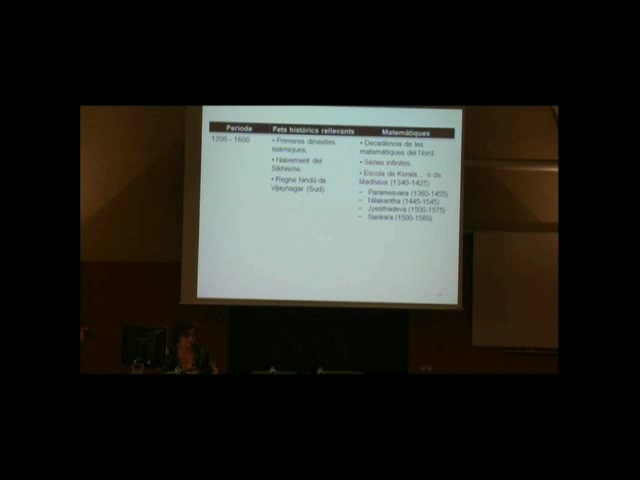 Període Fets històrics rellevants Matemàtiques
1200 - 1600
• Primeres dinasties
islàmiques.
• Naixement del
Sikhisme.
• Regne hindú de
Vijaynagar (Sud).
• Decadència de les
matemàtiques del Nord.
• Sèries infinites.
• Escola de Kerala... o de
Madhava (1340-1425)
– Paramesvara (1360-1455)
– Nilakantha (1445-1545)
– Jyesthadeva (1500-1575)
– Sankara (1500-1560)